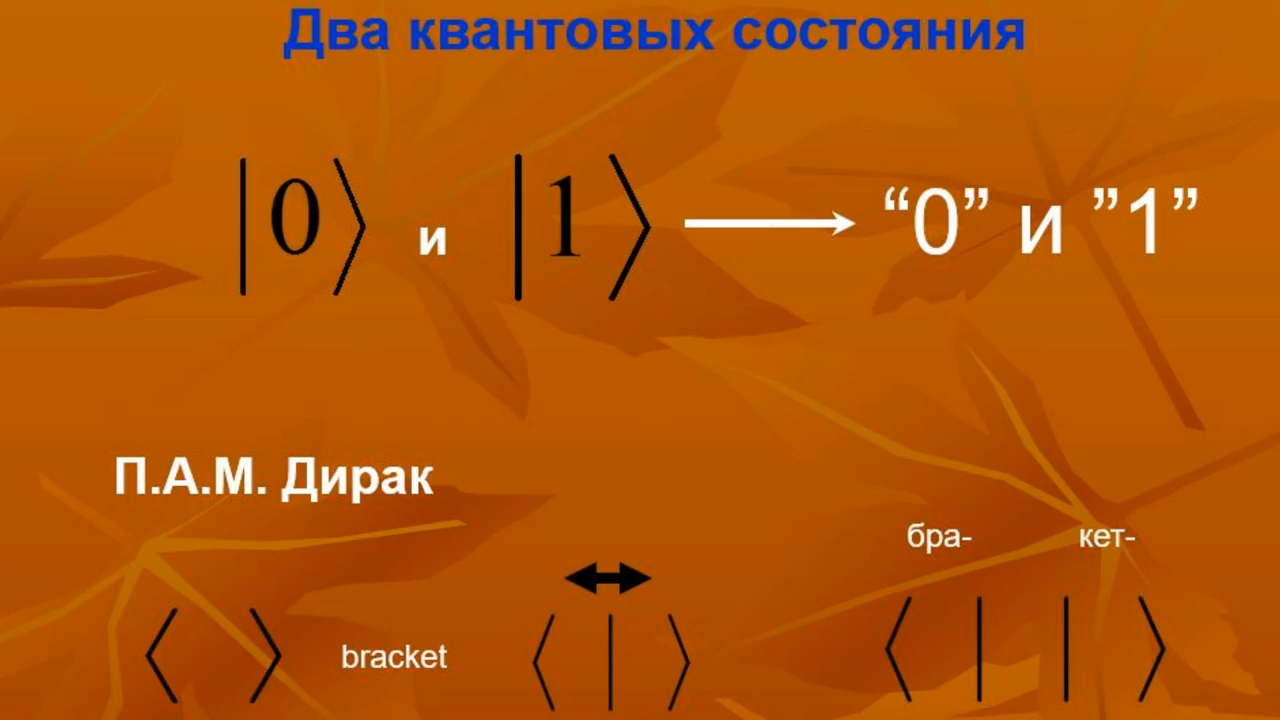 Два квантовых состояния
|0〉 и |1〉 → “0” и ”1”
П.А.М. Дирак
бра- кет-
〈 〉 bracket 〈 | 〉 〈 | | 〉